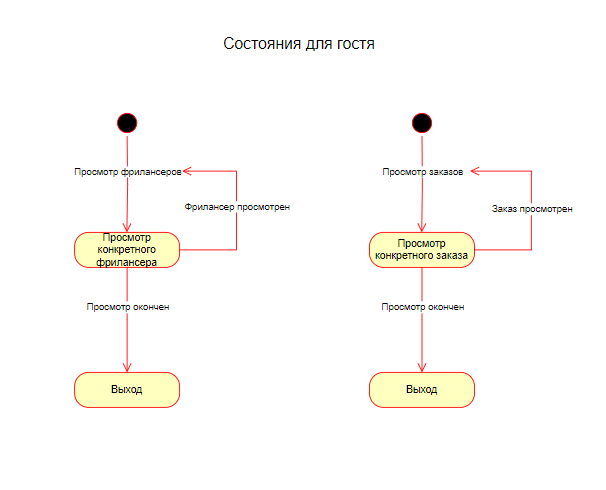 Состояния для гостя
Просмотр фрилансеров
Фрилансер просмотрен
Просмотр
конкретного
фрилансера
Просмотр окончен
Выход
Просмотр заказов
Заказ просмотрен
Просмотр
конкретного заказа
Просмотр окончен
Выход